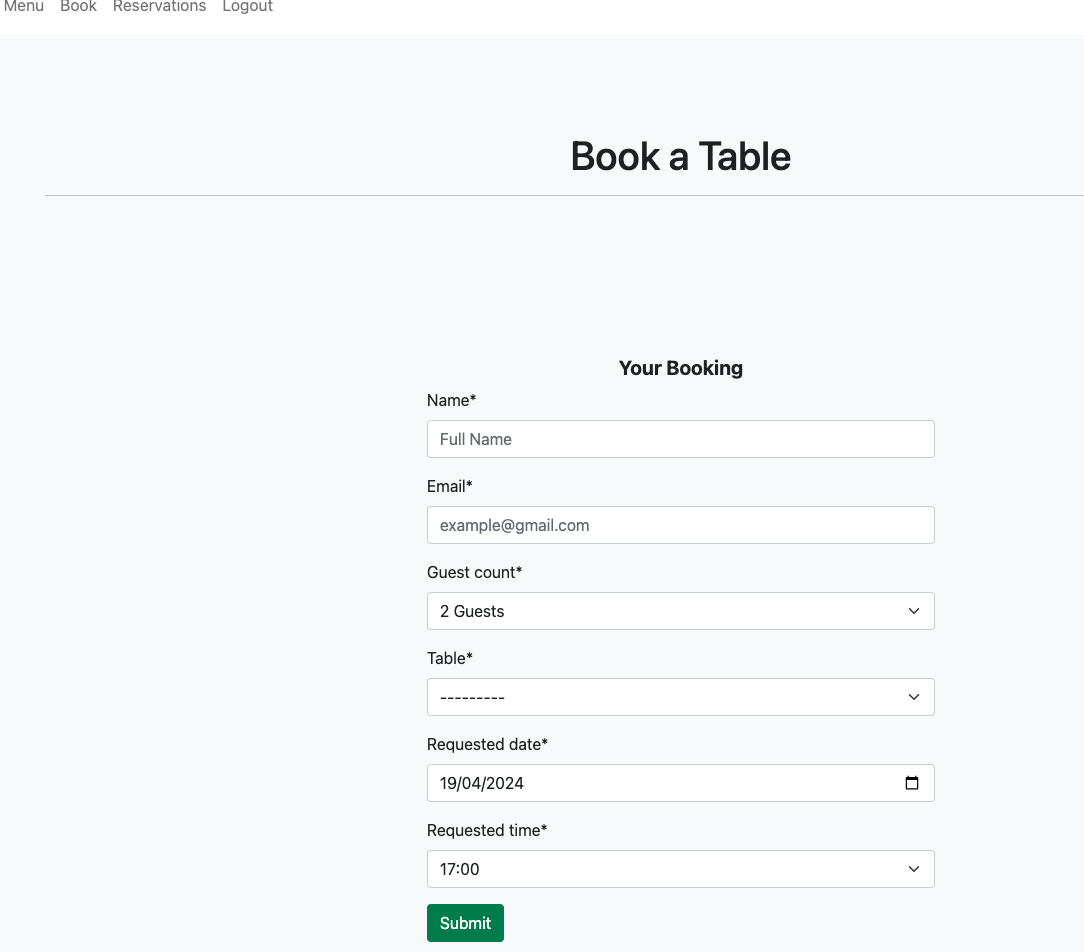 Menu Book Reservations Logout
Book a Table
Your Booking
Name*
Full Name
Email*
example@gmail.com
Guest count*
2 Guests
Table*
---------
Requested date*
19/04/2024
Requested time*
17:00
Submit